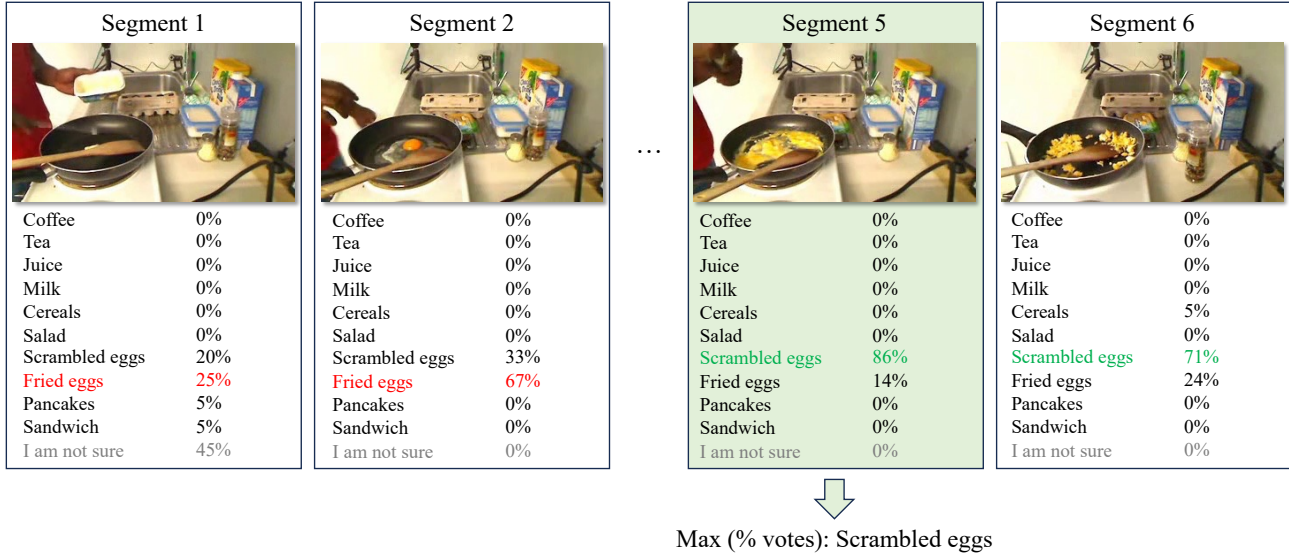 Segment 1
Coffee 0%
Tea 0%
Juice 0%
Milk 0%
Cereals 0%
Salad 0%
Scrambled eggs 20%
Fried eggs 25%
Pancakes 5%
Sandwich 5%
I am not sure 45%
Segment 2
Coffee 0%
Tea 0%
Juice 0%
Milk 0%
Cereals 0%
Salad 0%
Scrambled eggs 33%
Fried eggs 67%
Pancakes 0%
Sandwich 0%
I am not sure 0%
...
Segment 5
Coffee 0%
Tea 0%
Juice 0%
Milk 0%
Cereals 0%
Salad 0%
Scrambled eggs 86%
Fried eggs 14%
Pancakes 0%
Sandwich 0%
I am not sure 0%
Segment 6
Coffee 0%
Tea 0%
Juice 0%
Milk 0%
Cereals 5%
Salad 0%
Scrambled eggs 71%
Fried eggs 24%
Pancakes 0%
Sandwich 0%
I am not sure 0%
Max (% votes): Scrambled eggs